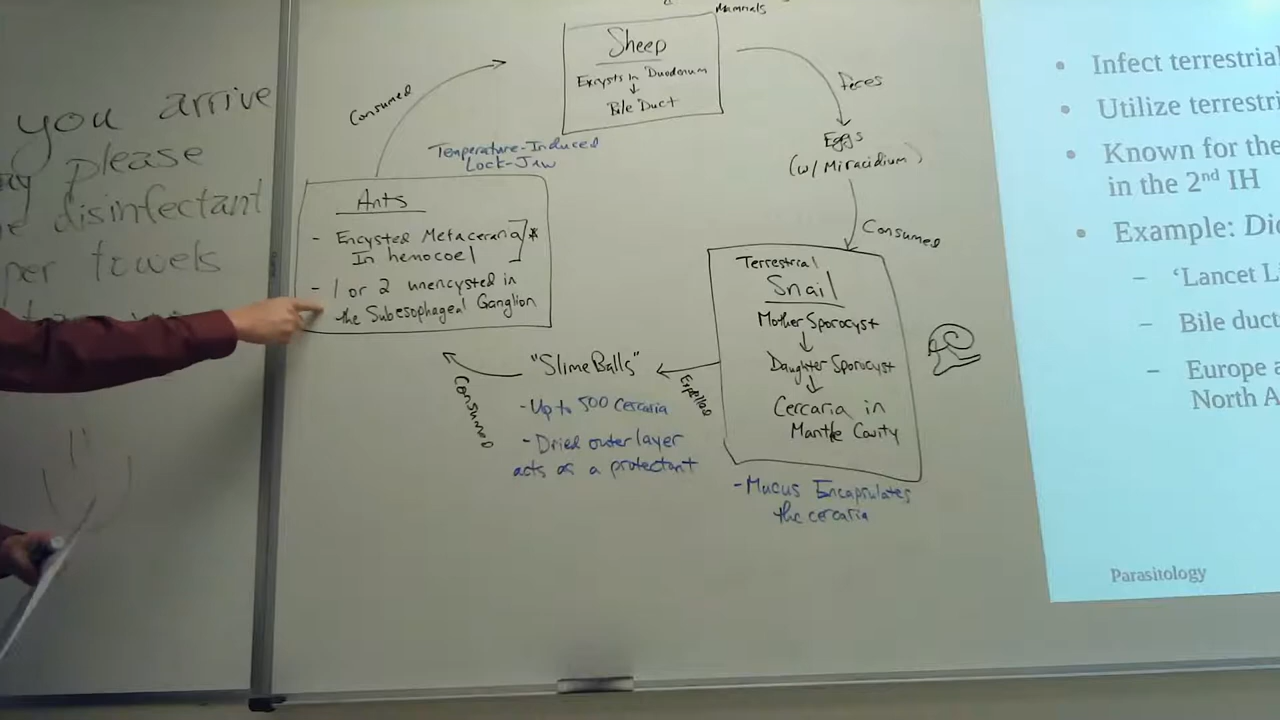 you arrive
please
disinfectant
towels
Mammals
Sheep
Excysts in Duodenum
↓
Bile Duct
Consumed
feces
Temperature-Induced
Lock-Jaw
Eggs
(w/ Miracidium)
Consumed
Ants
- Encysted Metacercaria *
In hemocoel
- 1 or 2 unencysted in
the Subesophageal Ganglion
Terrestrial
Snail
Mother Sporocyst
↓
Daughter Sporocyst
↓
Cercaria in
Mantle Cavity
Expelled
"Slime Balls"
Consumed
- Up to 500 Cercaria
- Dried outer layer
acts as a protectant
- Mucus Encapsulates
the cercaria
• Infect terrestrial
• Utilize terrestri
• Known for the
in the 2nd IH
• Example: Dic
– ‘Lancet Li
– Bile duct
– Europe a
North A
Parasitology